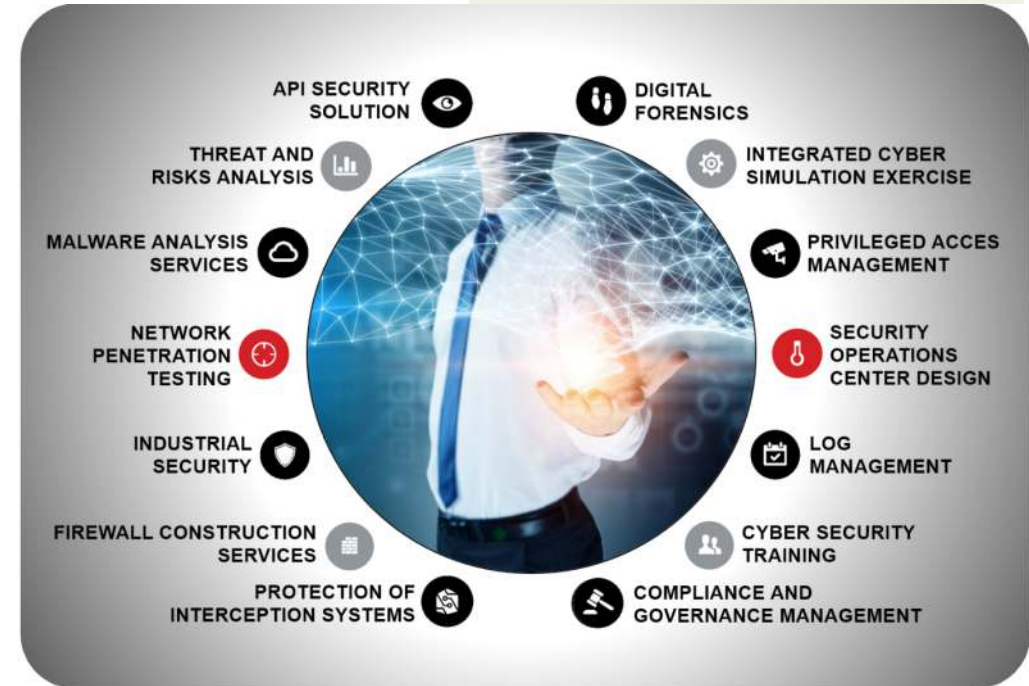 API SECURITY
SOLUTION
THREAT AND
RISKS ANALYSIS
MALWARE ANALYSIS
SERVICES
NETWORK
PENETRATION
TESTING
INDUSTRIAL
SECURITY
FIREWALL CONSTRUCTION
SERVICES
PROTECTION OF
INTERCEPTION SYSTEMS
DIGITAL
FORENSICS
INTEGRATED CYBER
SIMULATION EXERCISE
PRIVILEGED ACCES
MANAGEMENT
SECURITY
OPERATIONS
CENTER DESIGN
LOG
MANAGEMENT
CYBER SECURITY
TRAINING
COMPLIANCE AND
GOVERNANCE MANAGEMENT